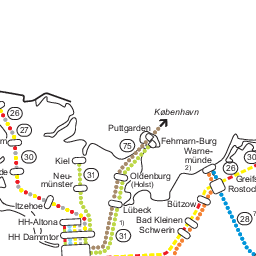 København
26
27
Puttgarden
Fehmarn-Burg
75
Warne-
münde
2)
30
30
26
Kiel
31
Neu-
münster
Oldenburg
(Holst)
Greifs
Rostoc
Itzehoe
Bützow
Lübeck
1)
HH-Altona
Bad Kleinen
28
HH Dammtor
31
Schwerin